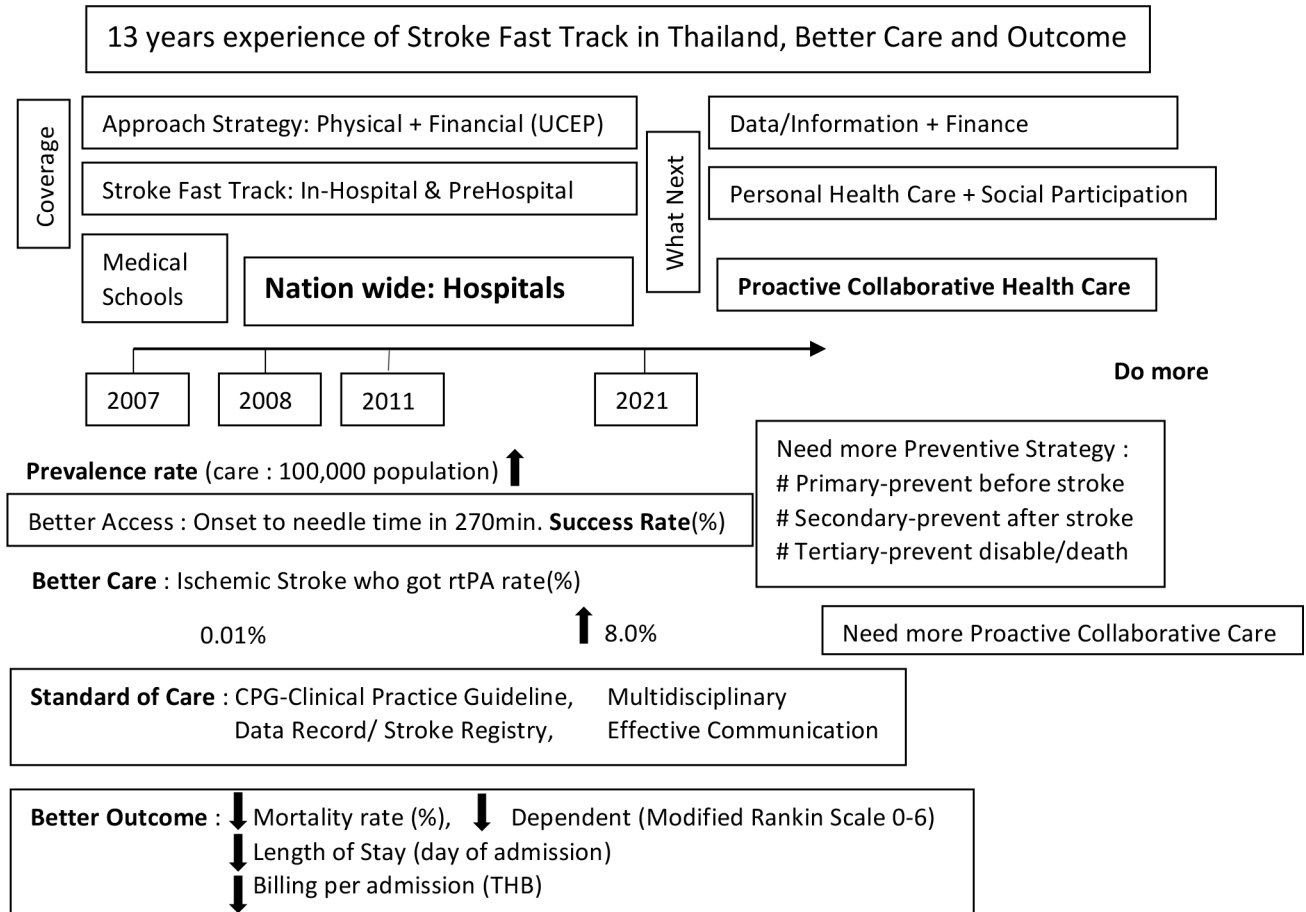 13 years experience of Stroke Fast Track in Thailand, Better Care and Outcome
Coverage
Approach Strategy: Physical + Financial (UCEP)
Stroke Fast Track: In-Hospital & PreHospital
Medical
Schools
Nation wide: Hospitals
What Next
Data/Information + Finance
Personal Health Care + Social Participation
Proactive Collaborative Health Care
2007
2008
2011
2021
Do more
Prevalence rate (care : 100,000 population)
Better Access : Onset to needle time in 270min. Success Rate(%)
Better Care : Ischemic Stroke who got rtPA rate(%)
0.01%
8.0%
Need more Preventive Strategy :
# Primary-prevent before stroke
# Secondary-prevent after stroke
# Tertiary-prevent disable/death
Need more Proactive Collaborative Care
Standard of Care : CPG-Clinical Practice Guideline, Multidisciplinary
Data Record/ Stroke Registry, Effective Communication
Better Outcome : Mortality rate (%), Dependent (Modified Rankin Scale 0-6)
Length of Stay (day of admission)
Billing per admission (THB)